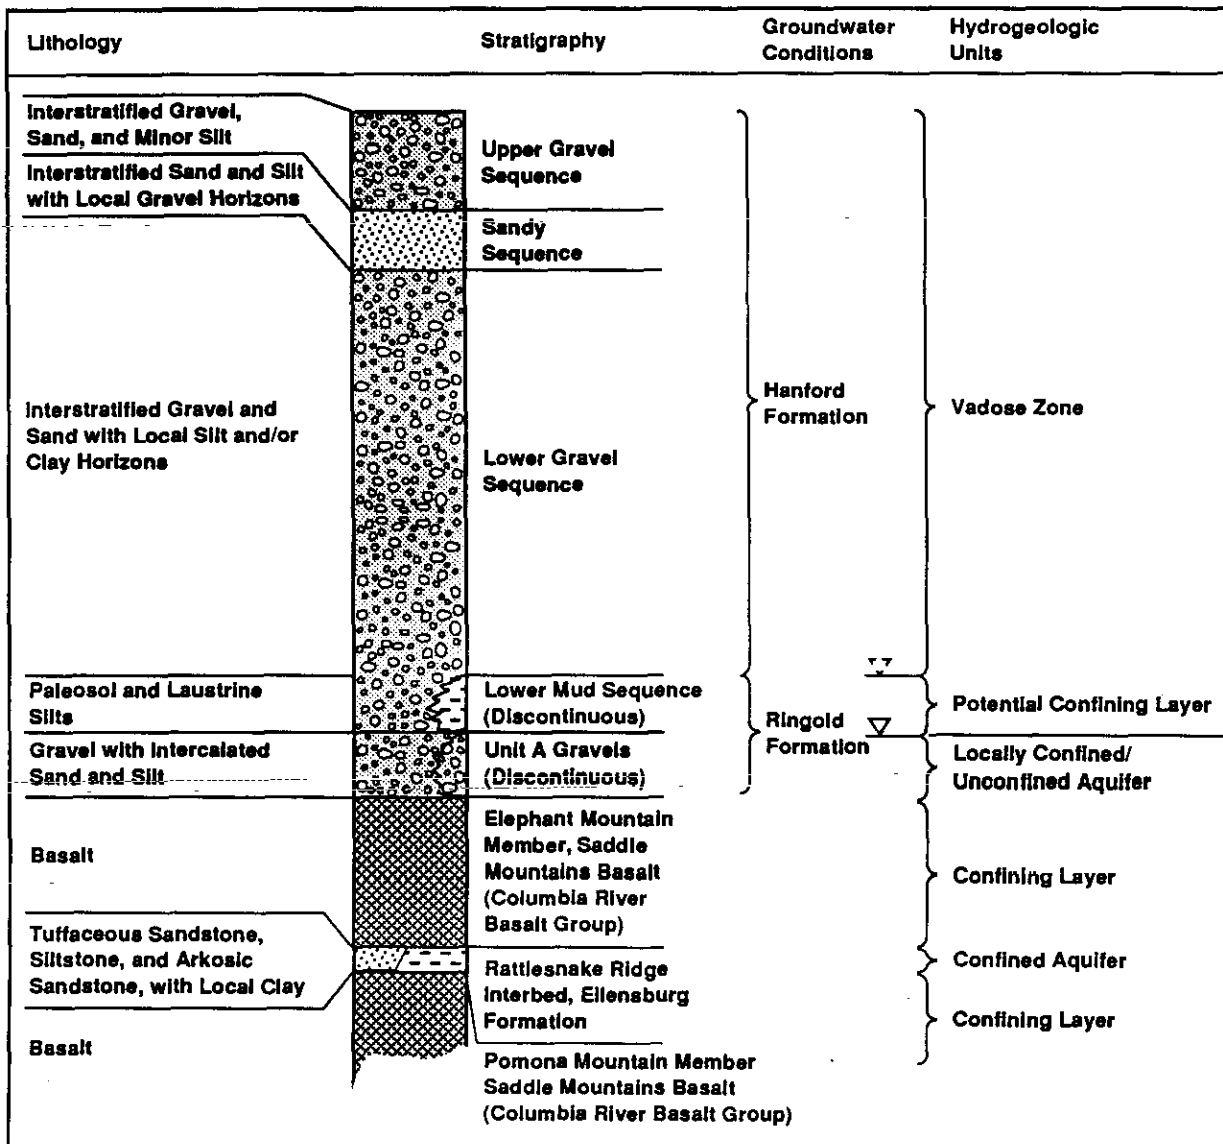 Lithology
Stratigraphy
Groundwater
Conditions
Hydrogeologic
Units
Interstratified Gravel,
Sand, and Minor Silt
Interstratified Sand and Silt
with Local Gravel Horizons
Interstratified Gravel and
Sand with Local Silt and/or
Clay Horizons
Paleosol and Laustrine
Silts
Gravel with Intercalated
Sand and Silt
Basalt
Tuffaceous Sandstone,
Siltstone, and Arkosic
Sandstone, with Local Clay
Basalt
Upper Gravel
Sequence
Sandy
Sequence
Lower Gravel
Sequence
Lower Mud Sequence
(Discontinuous)
Unit A Gravels
(Discontinuous)
Elephant Mountain
Member, Saddle
Mountains Basalt
(Columbia River
Basalt Group)
Rattlesnake Ridge
Interbed, Ellensburg
Formation
Pomona Mountain Member
Saddle Mountains Basalt
(Columbia River Basalt Group)
Hanford
Formation
Ringold
Formation
Vadose Zone
Potential Confining Layer
Locally Confined/
Unconfined Aquifer
Confining Layer
Confined Aquifer
Confining Layer